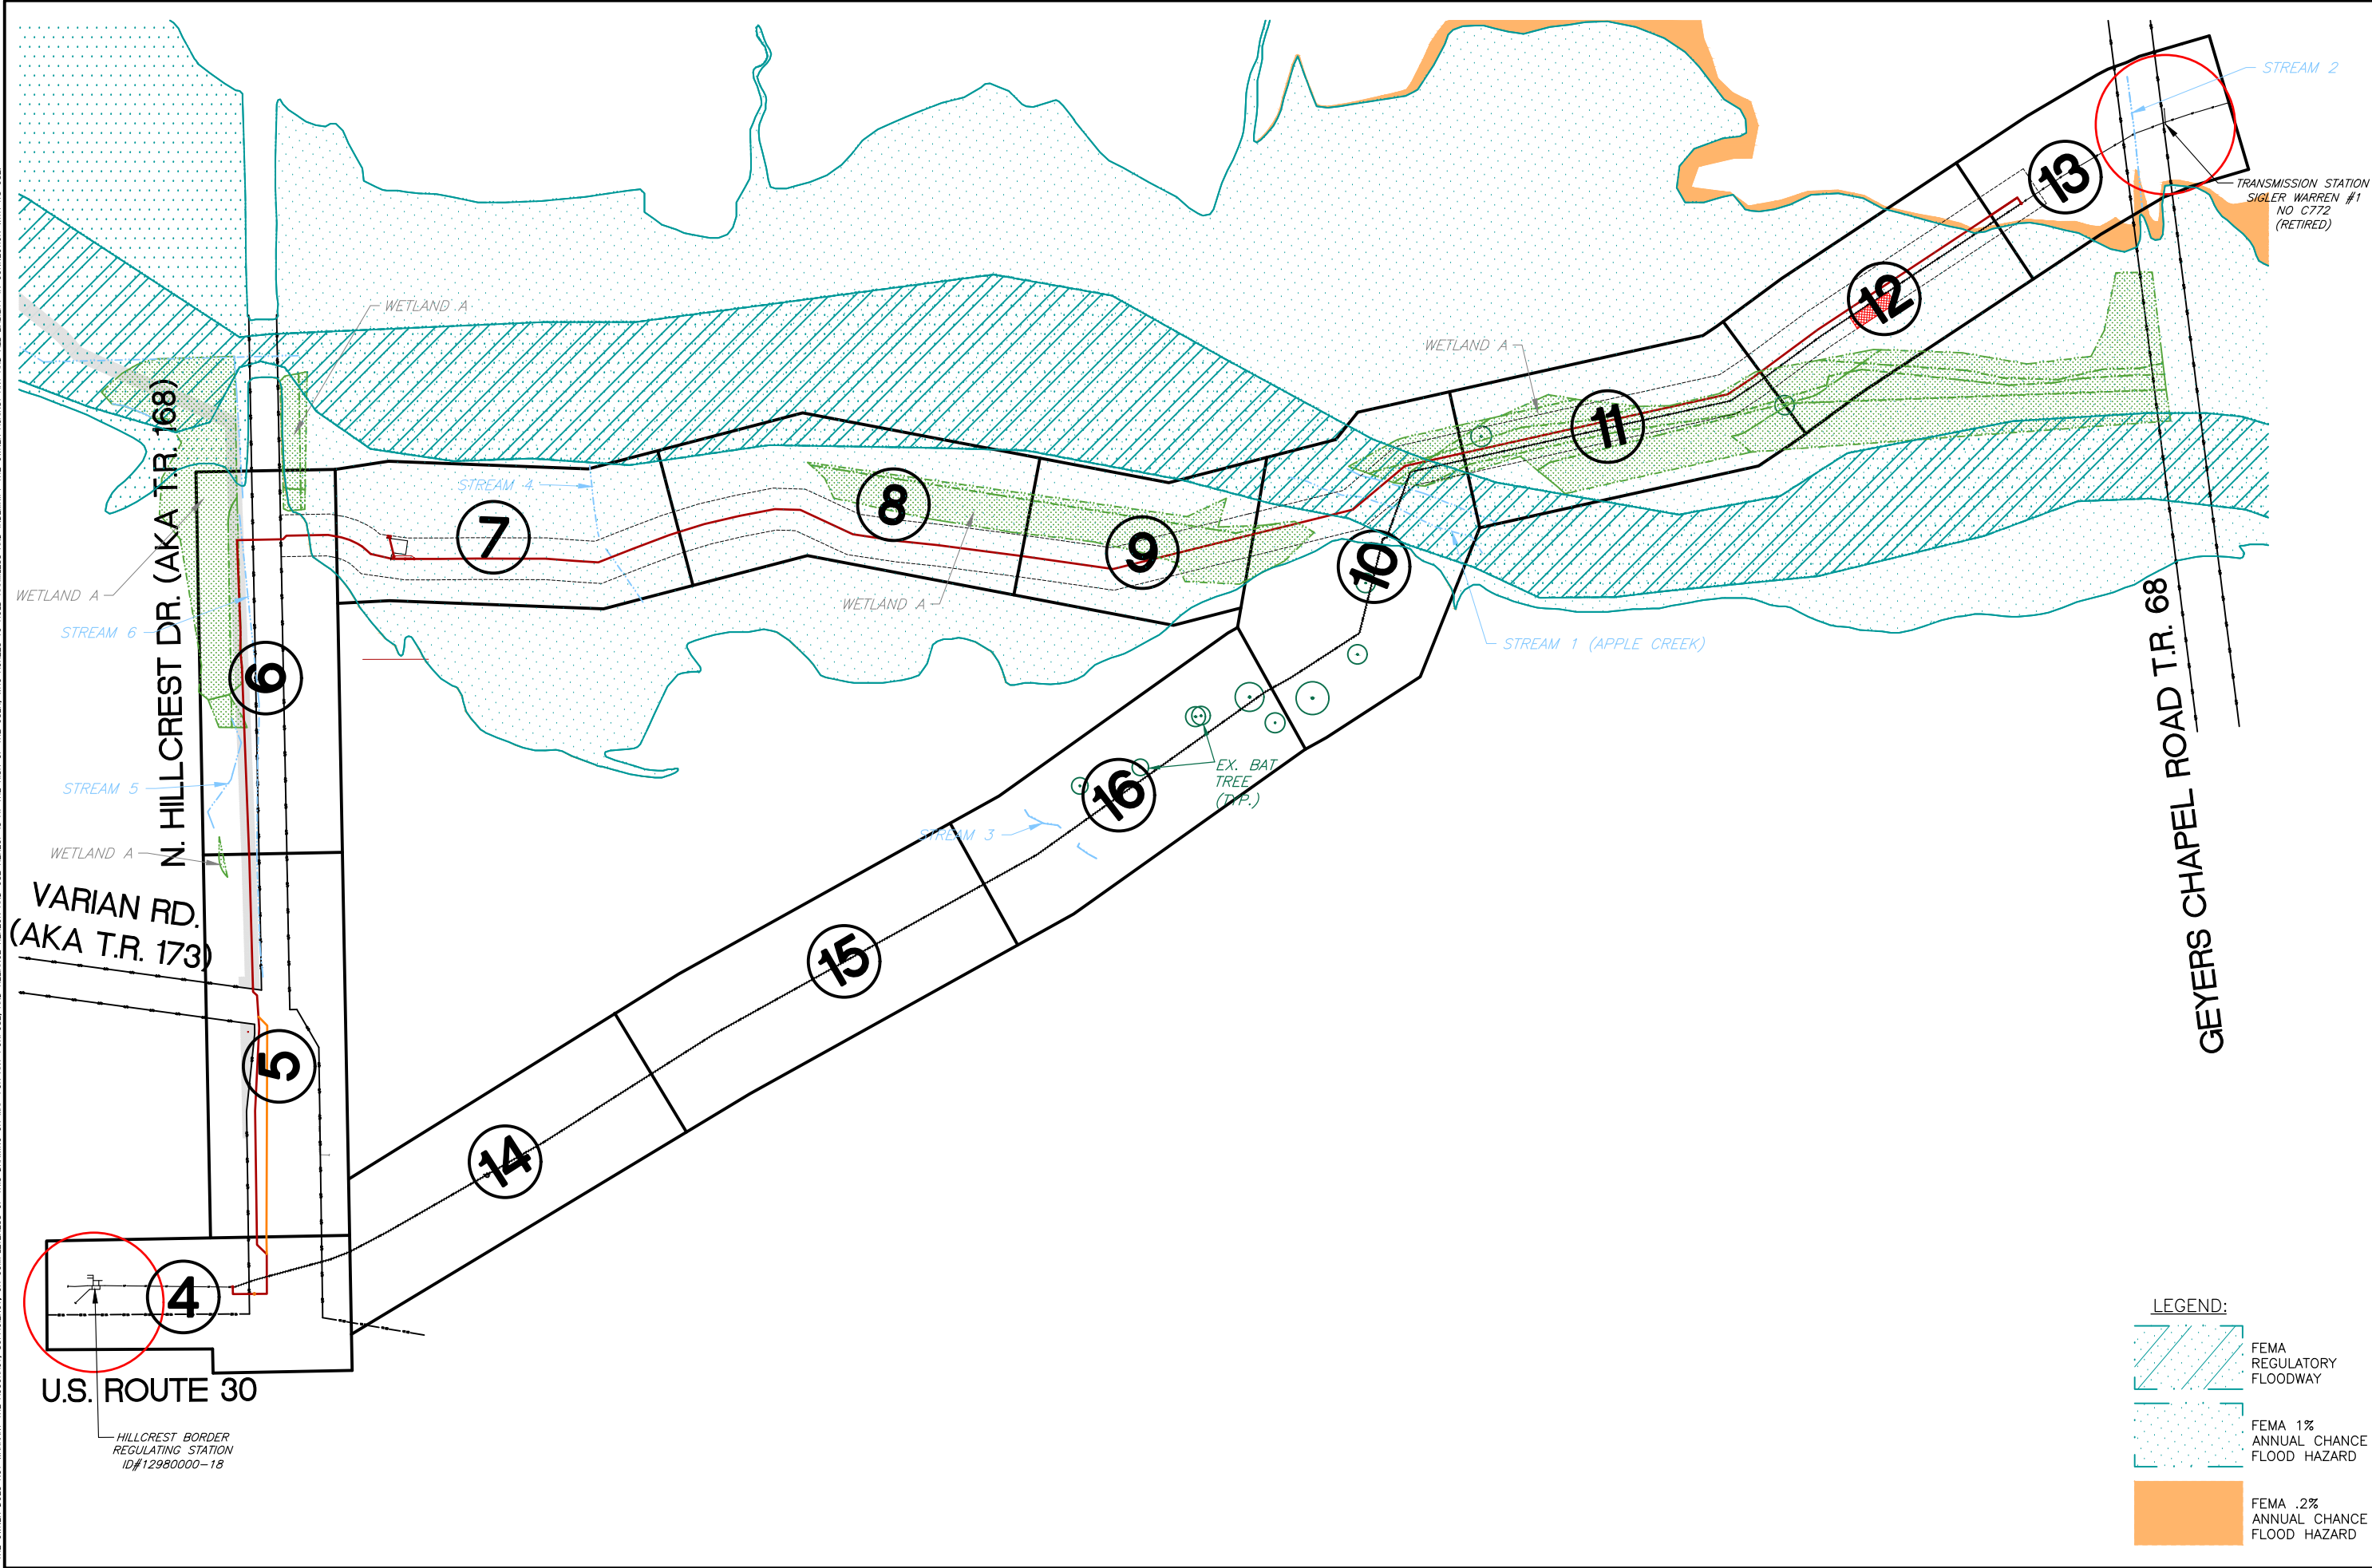 STREAM 2
TRANSMISSION STATION
SIGLER WARREN #1
NO C772
(RETIRED)
13
12
WETLAND A
WETLAND A
11
N. HILLCREST DR. (AKA T.R. 168)
STREAM 4
7
8
9
10
WETLAND A
WETLAND A
STREAM 6
6
STREAM 1 (APPLE CREEK)
GEYERS CHAPEL ROAD T.R. 68
STREAM 5
EX. BAT
TREE
(TYP.)
16
STREAM 3
WETLAND A
VARIAN RD.
(AKA T.R. 173)
15
5
14
4
U.S. ROUTE 30
HILLCREST BORDER
REGULATING STATION
ID#12980000-18
LEGEND:
FEMA
REGULATORY
FLOODWAY
FEMA 1%
ANNUAL CHANCE
FLOOD HAZARD
FEMA .2%
ANNUAL CHANCE
FLOOD HAZARD